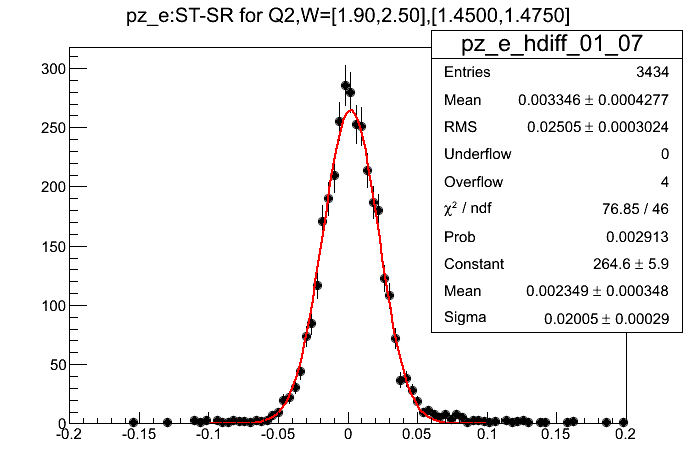 pz_e:ST-SR for Q2,W=[1.90,2.50],[1.4500,1.4750]
pz_e_hdiff_01_07
Entries 3434
Mean 0.003346 ± 0.0004277
RMS 0.02505 ± 0.0003024
Underflow 0
Overflow 4
χ² / ndf 76.85 / 46
Prob 0.002913
Constant 264.6 ± 5.9
Mean 0.002349 ± 0.000348
Sigma 0.02005 ± 0.00029
300
250
200
150
100
50
0
-0.2 -0.15 -0.1 -0.05 0 0.05 0.1 0.15 0.2